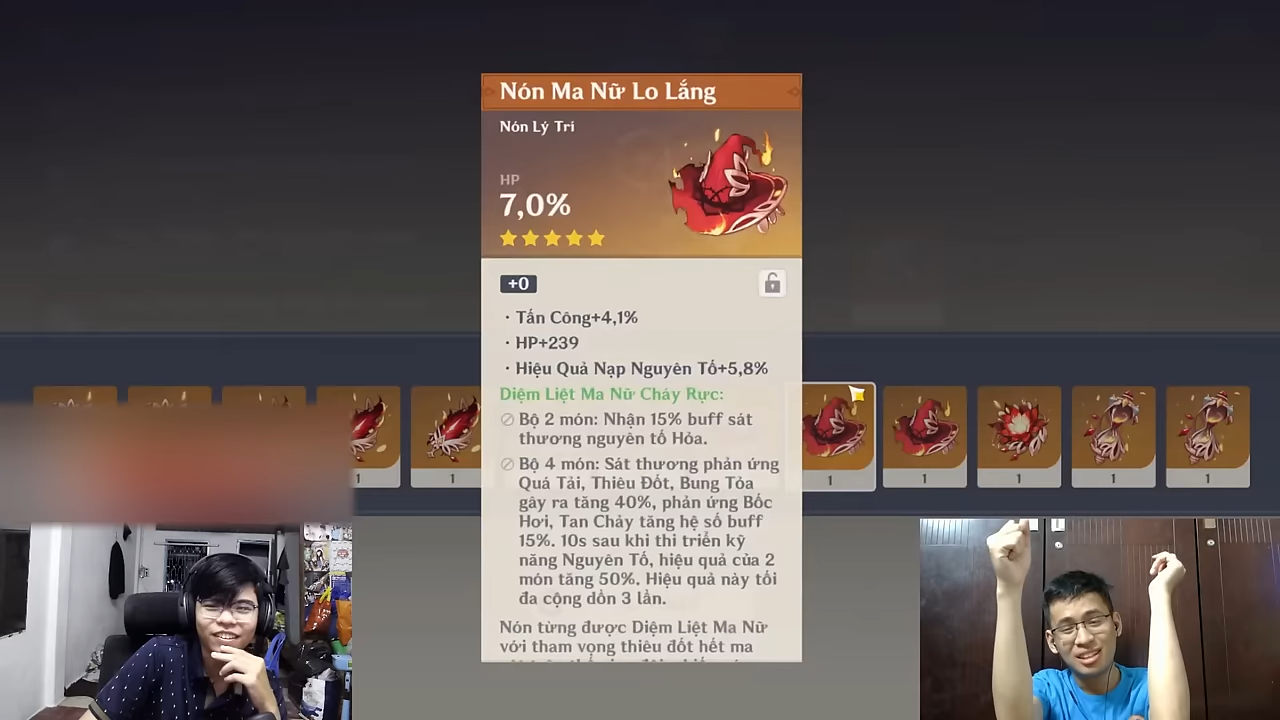 Nón Ma Nữ Lo Lắng
Nón Lý Trí
HP
7,0%
+0
· Tấn Công+4,1%
· HP+239
· Hiệu Quả Nạp Nguyên Tố+5,8%
Diệm Liệt Ma Nữ Cháy Rực:
Bộ 2 món: Nhận 15% buff sát
thương nguyên tố Hỏa.
Bộ 4 món: Sát thương phản ứng
Quá Tải, Thiêu Đốt, Bung Tỏa
gây ra tăng 40%, phản ứng Bốc
Hơi, Tan Chảy tăng hệ số buff
15%. 10s sau khi thi triển kỹ
năng Nguyên Tố, hiệu quả của 2
món tăng 50%. Hiệu quả này tối
đa cộng dồn 3 lần.
Nón từng được Diệm Liệt Ma Nữ
với tham vọng thiêu đốt hết ma
1 1 1 1 1 1 1